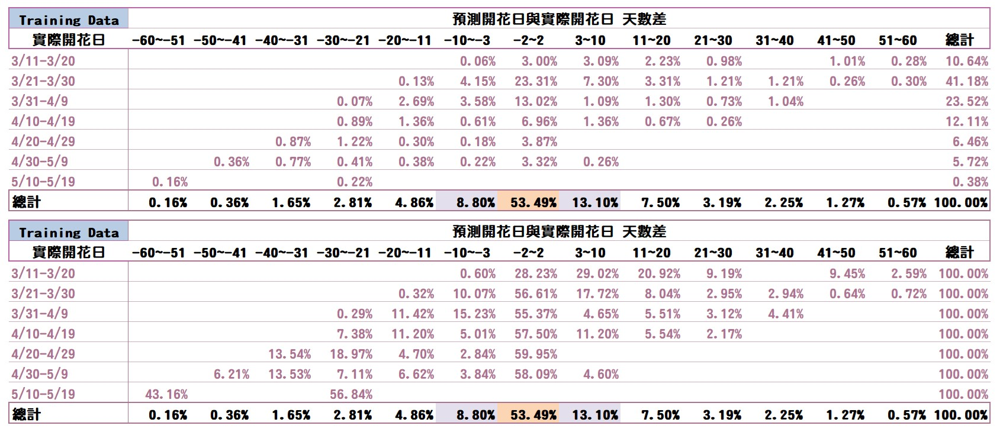 Training Data 預測開花日與實際開花日 天數差
實際開花日 -60~-51 -50~-41 -40~-31 -30~-21 -20~-11 -10~-3 -2~2 3~10 11~20 21~30 31~40 41~50 51~60 總計
3/11-3/20 0.06% 3.00% 3.09% 2.23% 0.98% 1.01% 0.28% 10.64%
3/21-3/30 0.13% 4.15% 23.31% 7.30% 3.31% 1.21% 1.21% 0.26% 0.30% 41.18%
3/31-4/9 0.07% 2.69% 3.58% 13.02% 1.09% 1.30% 0.73% 1.04% 23.52%
4/10-4/19 0.89% 1.36% 0.61% 6.96% 1.36% 0.67% 0.26% 12.11%
4/20-4/29 0.87% 1.22% 0.30% 0.18% 3.87% 6.46%
4/30-5/9 0.36% 0.77% 0.41% 0.38% 0.22% 3.32% 0.26% 5.72%
5/10-5/19 0.16% 0.22% 0.38%
總計 0.16% 0.36% 1.65% 2.81% 4.86% 8.80% 53.49% 13.10% 7.50% 3.19% 2.25% 1.27% 0.57% 100.00%
Training Data 預測開花日與實際開花日 天數差
實際開花日 -60~-51 -50~-41 -40~-31 -30~-21 -20~-11 -10~-3 -2~2 3~10 11~20 21~30 31~40 41~50 51~60 總計
3/11-3/20 0.60% 28.23% 29.02% 20.92% 9.19% 9.45% 2.59% 100.00%
3/21-3/30 0.32% 10.07% 56.61% 17.72% 8.04% 2.95% 2.94% 0.64% 0.72% 100.00%
3/31-4/9 0.29% 11.42% 15.23% 55.37% 4.65% 5.51% 3.12% 4.41% 100.00%
4/10-4/19 7.38% 11.20% 5.01% 57.50% 11.20% 5.54% 2.17% 100.00%
4/20-4/29 13.54% 18.97% 4.70% 2.84% 59.95% 100.00%
4/30-5/9 6.21% 13.53% 7.11% 6.62% 3.84% 58.09% 4.60% 100.00%
5/10-5/19 43.16% 56.84% 100.00%
總計 0.16% 0.36% 1.65% 2.81% 4.86% 8.80% 53.49% 13.10% 7.50% 3.19% 2.25% 1.27% 0.57% 100.00%